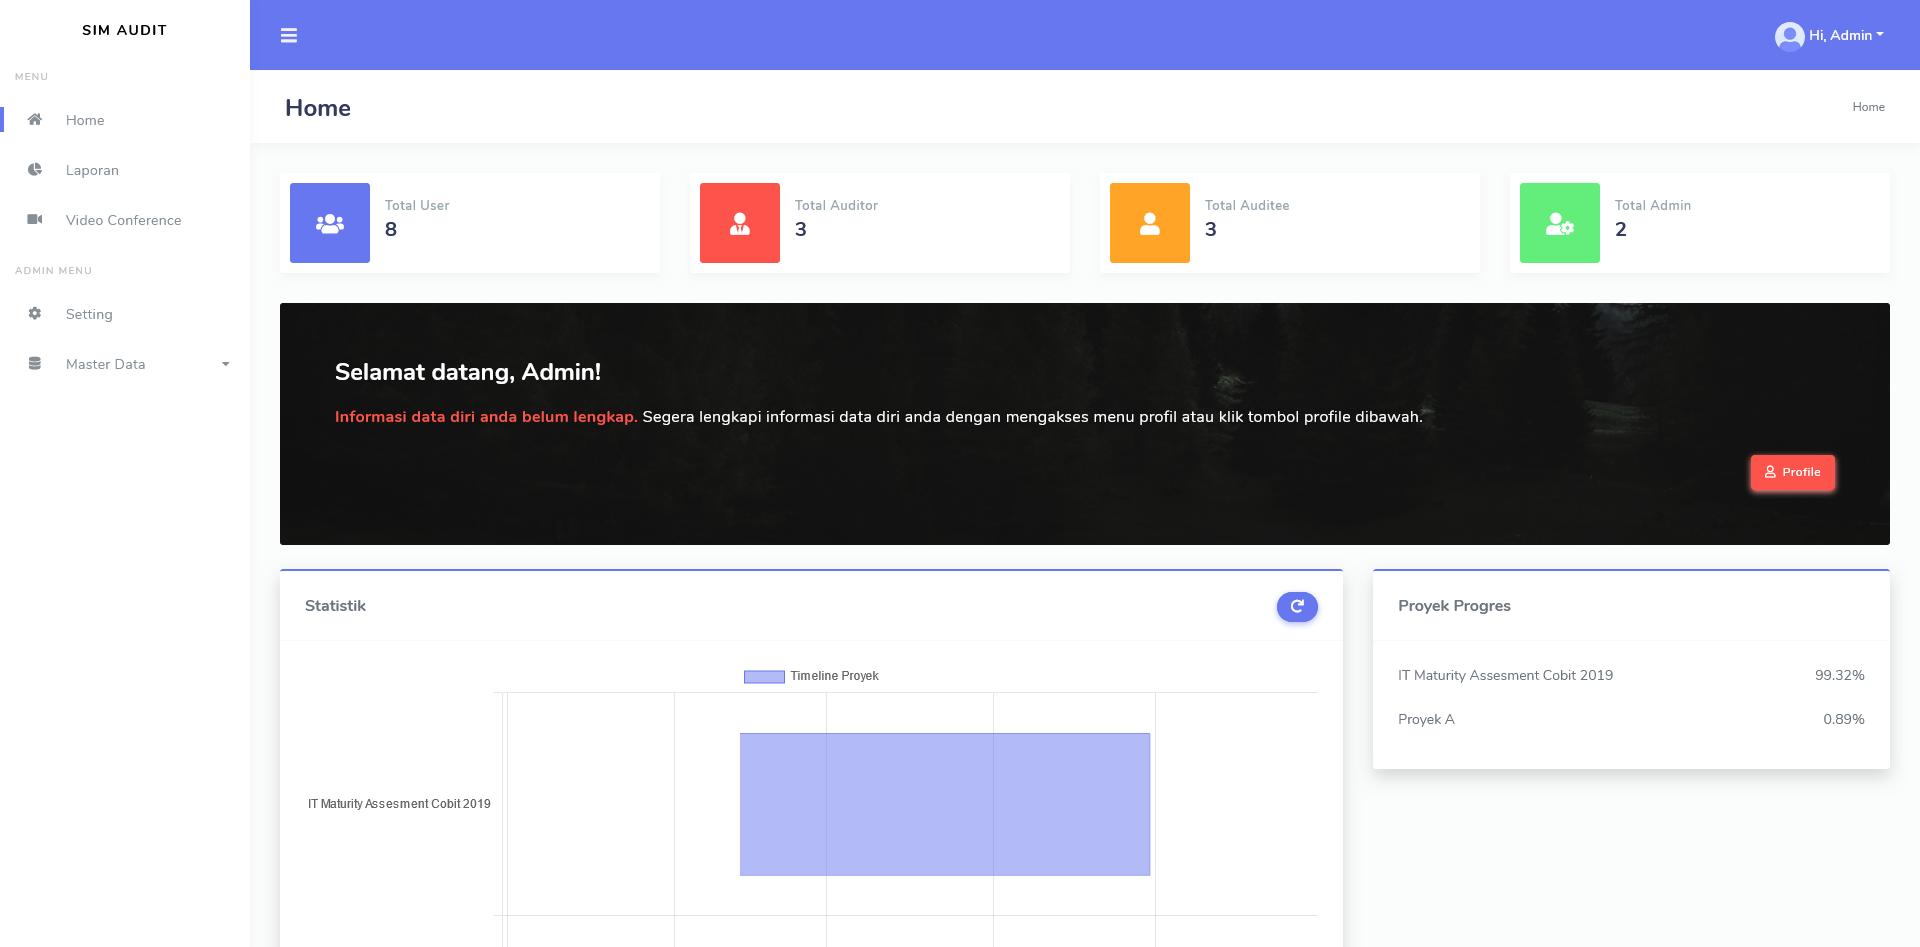 SIM AUDIT
MENU
Home
Laporan
Video Conference
ADMIN MENU
Setting
Master Data
Hi, Admin
Home
Home
Total User
8
Total Auditor
3
Total Auditee
3
Total Admin
2
Selamat datang, Admin!
Informasi data diri anda belum lengkap. Segera lengkapi informasi data diri anda dengan mengakses menu profil atau klik tombol profile dibawah.
Profile
Statistik
Timeline Proyek
IT Maturity Assesment Cobit 2019
Proyek Progres
IT Maturity Assesment Cobit 2019 99.32%
Proyek A 0.89%